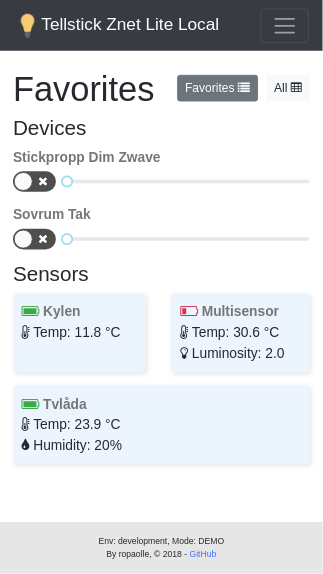 Tellstick Znet Lite Local
Favorites
Favorites
All
Devices
Stickpropp Dim Zwave
Sovrum Tak
Sensors
Kylen
Temp: 11.8 °C
Multisensor
Temp: 30.6 °C
Luminosity: 2.0
Tvlåda
Temp: 23.9 °C
Humidity: 20%
Env: development, Mode: DEMO
By ropaolle, © 2018 - GitHub